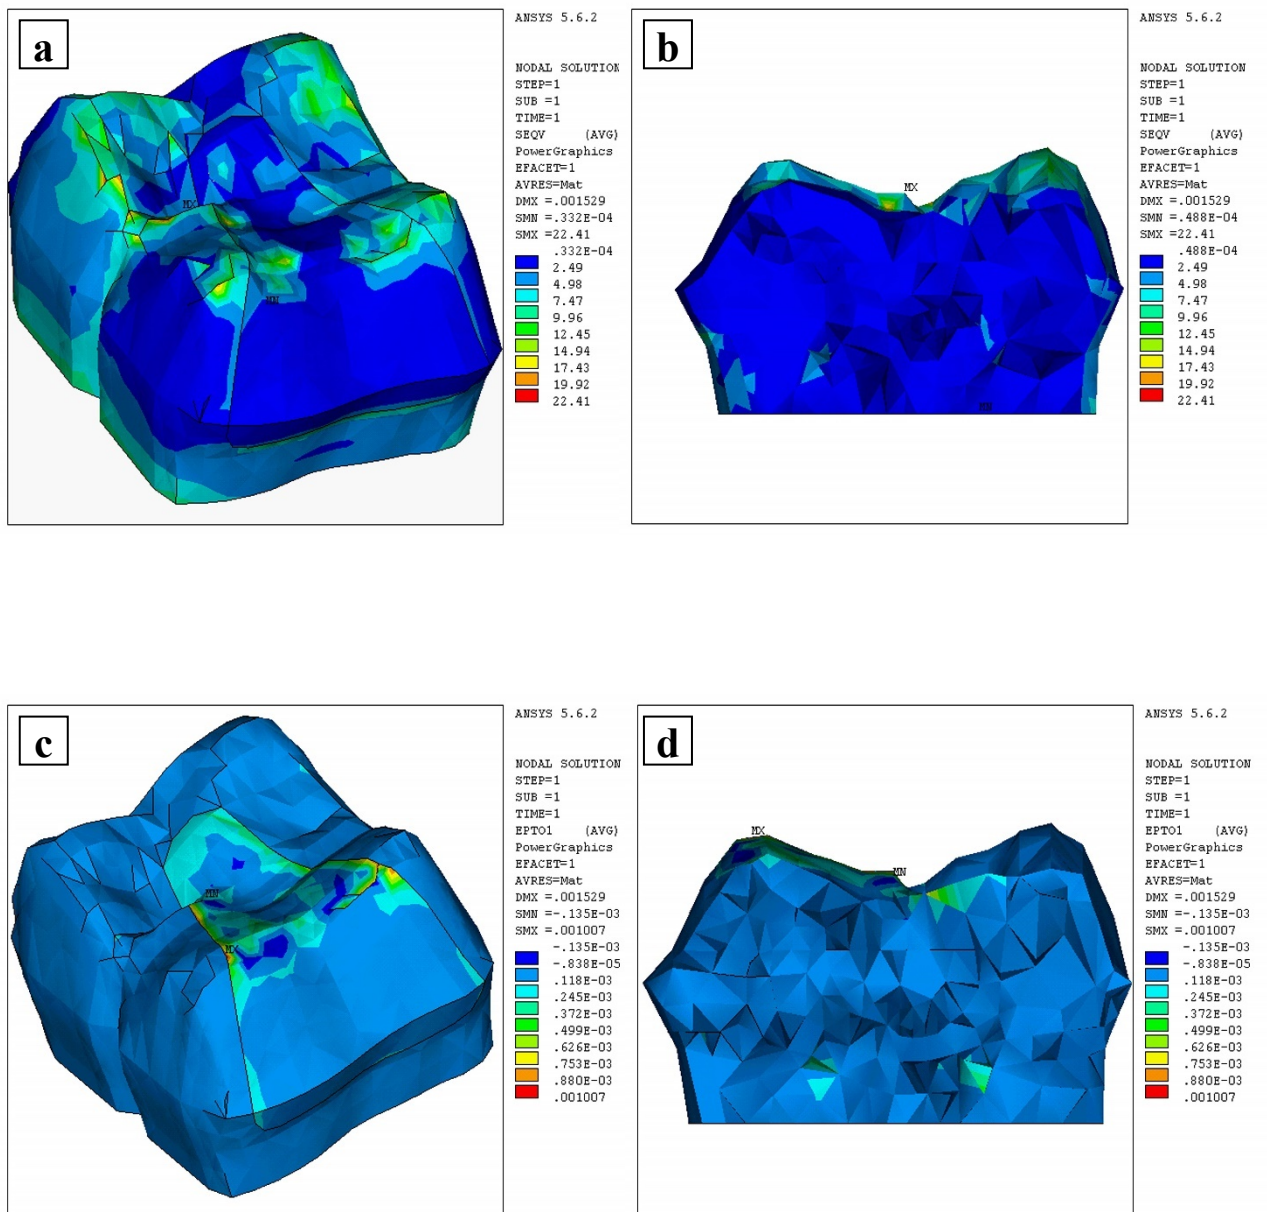 a
MX
MN
ANSYS 5.6.2
NODAL SOLUTION
STEP=1
SUB =1
TIME=1
SEQV (AVG)
PowerGraphics
EFACET=1
AVRES=Mat
DMX =.001529
SMN =.332E-04
SMX =22.41
.332E-04
2.49
4.98
7.47
9.96
12.45
14.94
17.43
19.92
22.41
b
MX
MN
ANSYS 5.6.2
NODAL SOLUTION
STEP=1
SUB =1
TIME=1
SEQV (AVG)
PowerGraphics
EFACET=1
AVRES=Mat
DMX =.001529
SMN =.488E-04
SMX =22.41
.488E-04
2.49
4.98
7.47
9.96
12.45
14.94
17.43
19.92
22.41
c
MN
MX
ANSYS 5.6.2
NODAL SOLUTION
STEP=1
SUB =1
TIME=1
EPTO1 (AVG)
PowerGraphics
EFACET=1
AVRES=Mat
DMX =.001529
SMN =-.135E-03
SMX =.001007
-.135E-03
-.838E-05
.118E-03
.245E-03
.372E-03
.499E-03
.626E-03
.753E-03
.880E-03
.001007
d
MX
MN
ANSYS 5.6.2
NODAL SOLUTION
STEP=1
SUB =1
TIME=1
EPTO1 (AVG)
PowerGraphics
EFACET=1
AVRES=Mat
DMX =.001529
SMN =-.135E-03
SMX =.001007
-.135E-03
-.838E-05
.118E-03
.245E-03
.372E-03
.499E-03
.626E-03
.753E-03
.880E-03
.001007